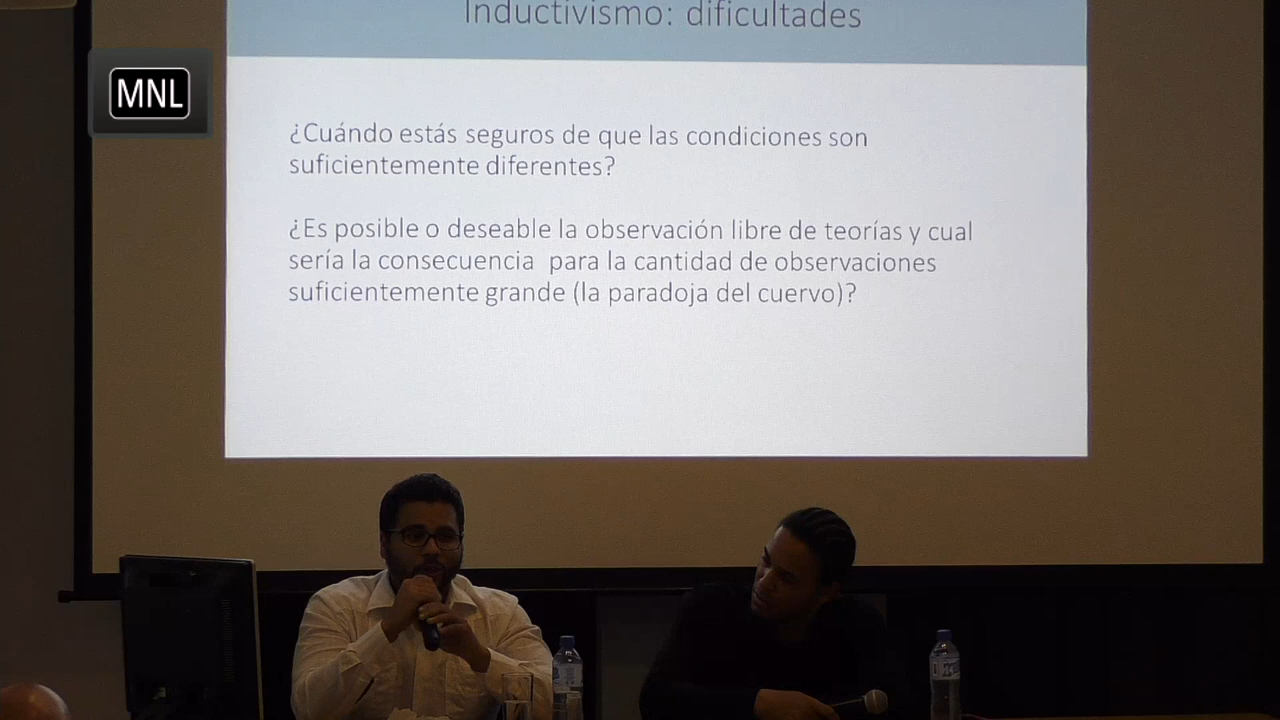 Inductivismo: dificultades
MNL
¿Cuándo estás seguros de que las condiciones son
suficientemente diferentes?
¿Es posible o deseable la observación libre de teorías y cual
sería la consecuencia para la cantidad de observaciones
suficientemente grande (la paradoja del cuervo)?